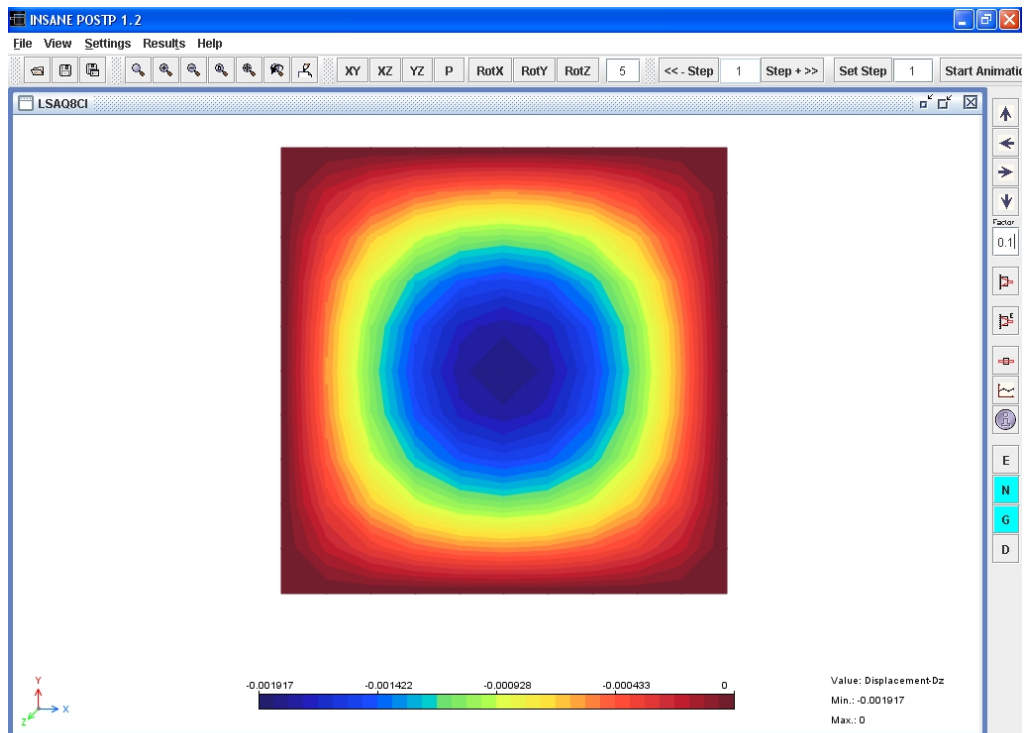 INSANE POSTP 1.2
File View Settings Results Help
XY XZ YZ P RotX RotY RotZ 5 << - Step 1 Step + >> Set Step 1 Start Animatic
LSAQ8CI
Factor
0.1
E
E
N
G
D
Y
X
Z
-0.001917 -0.001422 -0.000928 -0.000433 0
Value: Displacement-Dz
Min.: -0.001917
Max.: 0